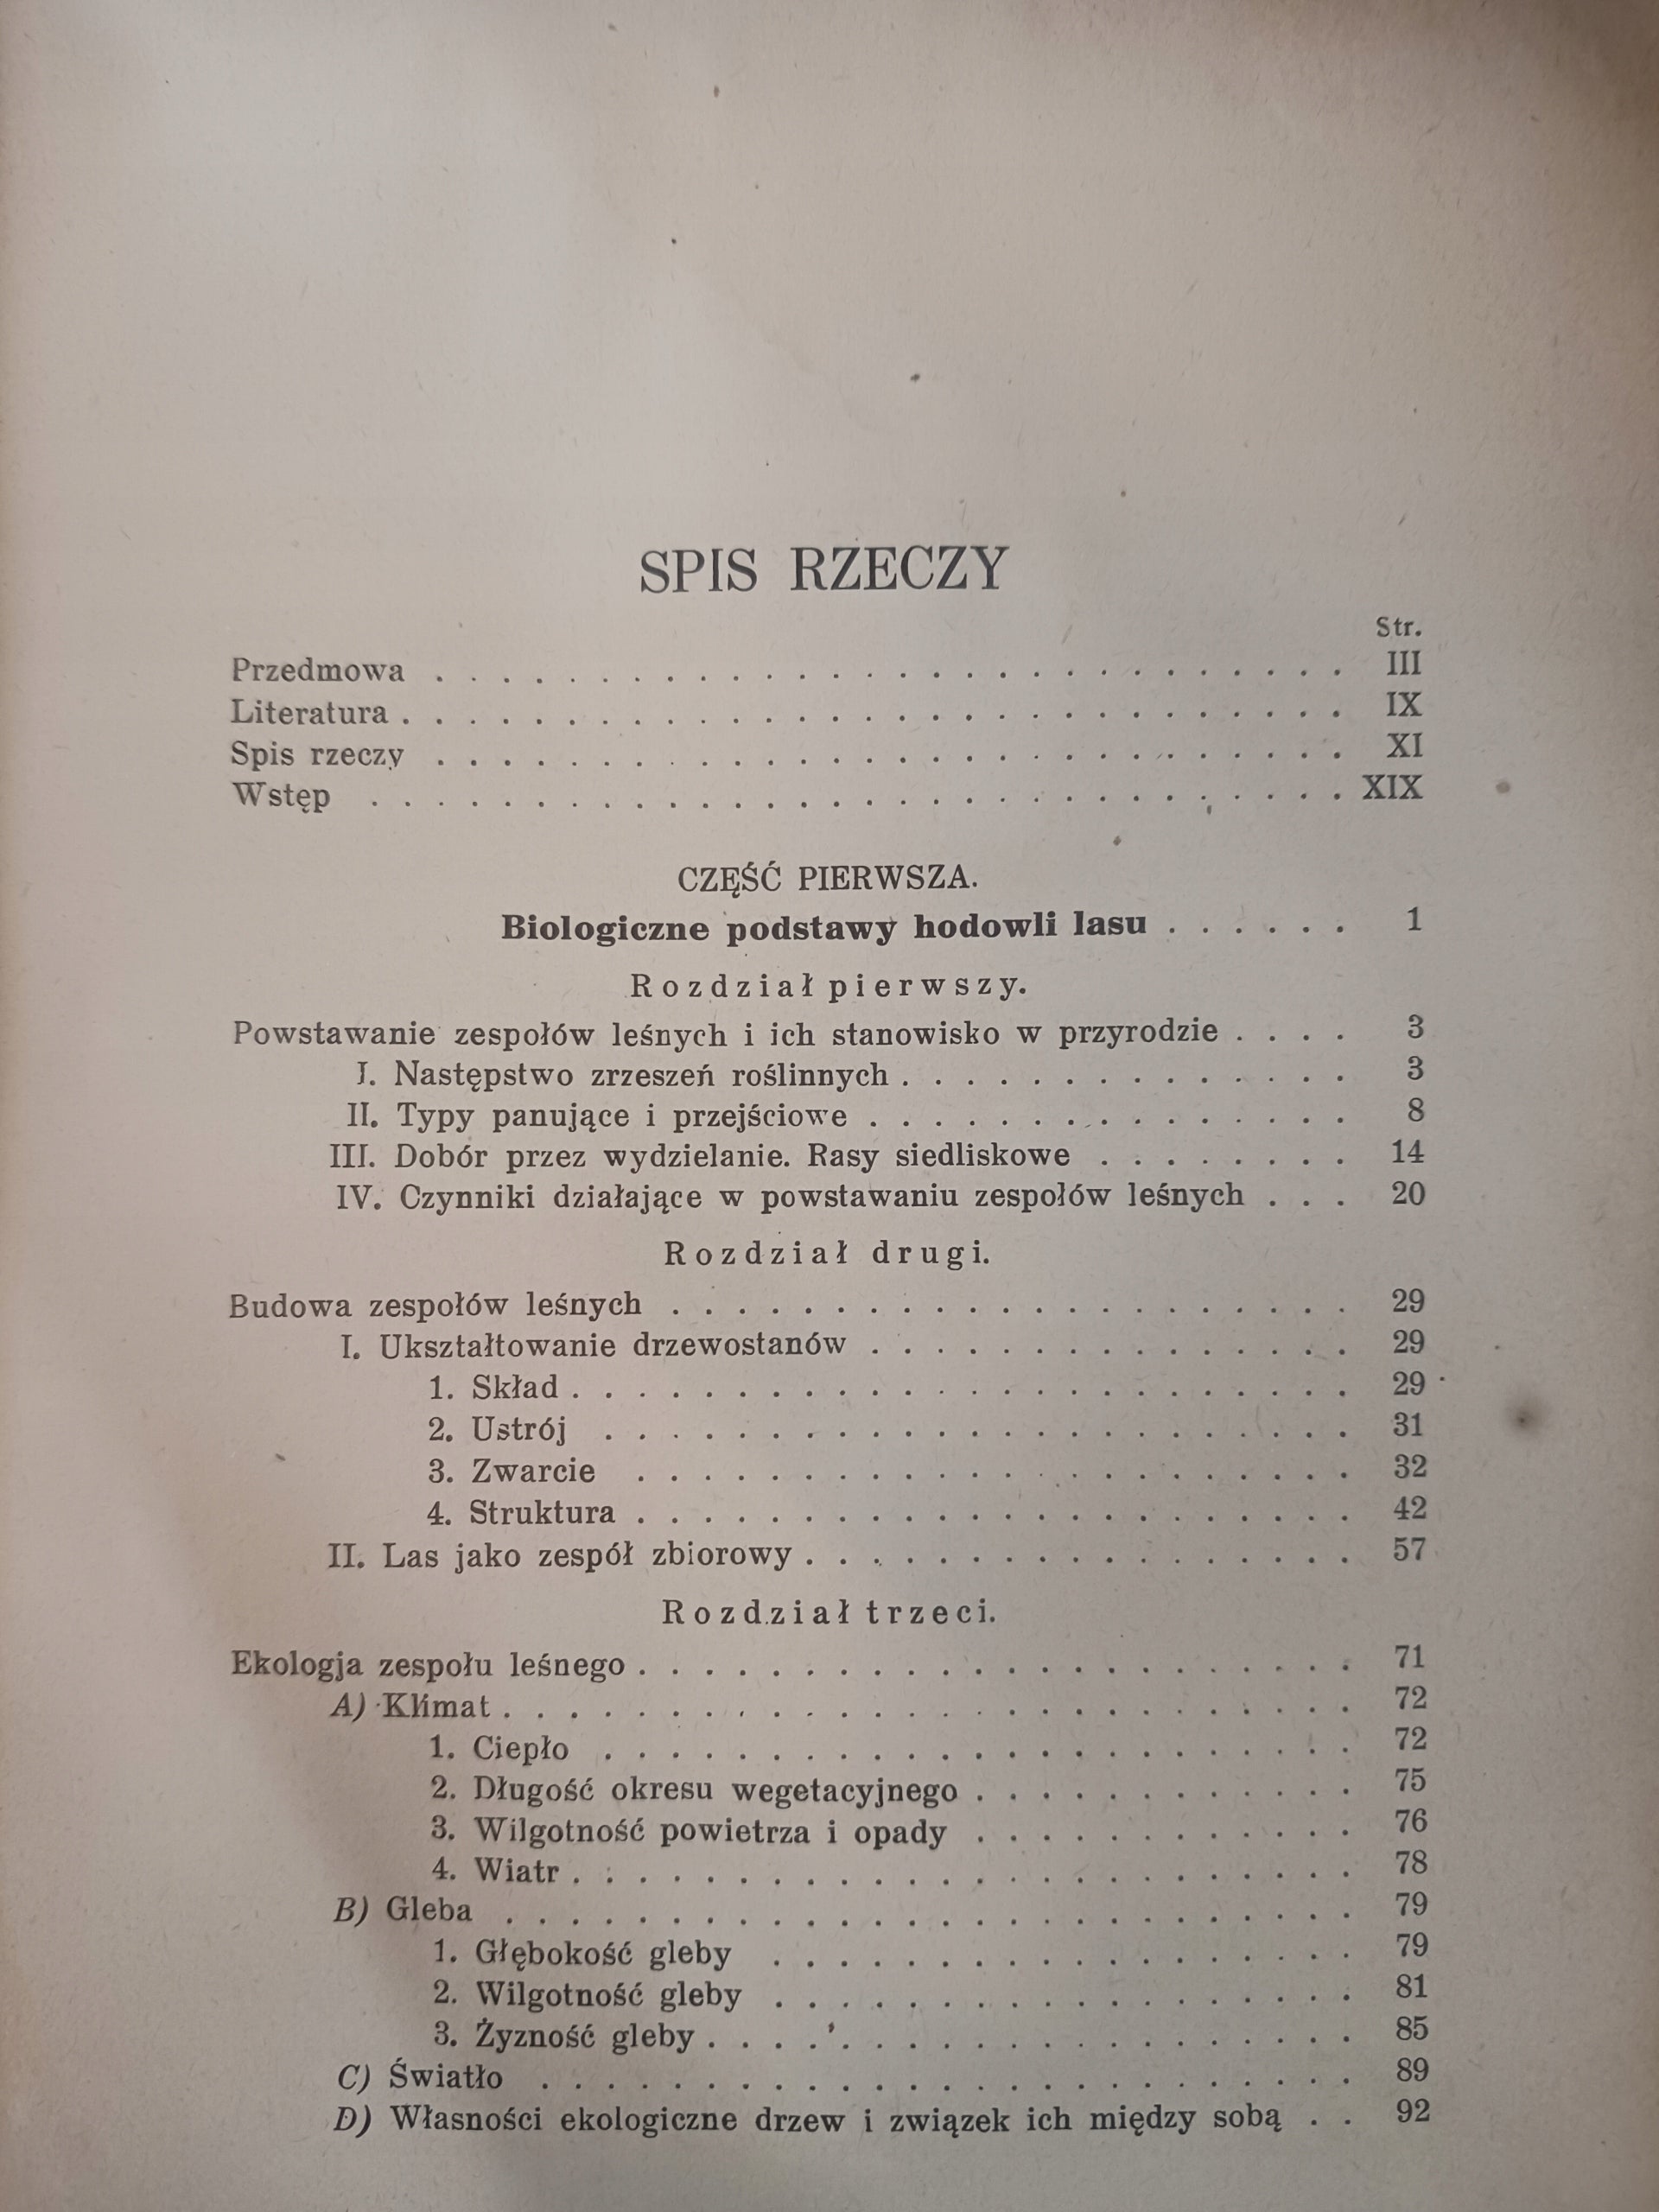 SPIS RZECZY
Str.
Przedmowa . . . . . . . . . . . . . . . . . . . . . . . . . . . . III
Literatura . . . . . . . . . . . . . . . . . . . . . . . . . . . . . IX
Spis rzeczy . . . . . . . . . . . . . . . . . . . . . . . . . . . . XI
Wstęp . . . . . . . . . . . . . . . . . . . . . . . . . . . . . . XIX
CZĘŚĆ PIERWSZA.
Biologiczne podstawy hodowli lasu . . . . . . 1
Rozdział pierwszy.
Powstawanie zespołów leśnych i ich stanowisko w przyrodzie . . . . 3
I. Następstwo zrzeszeń roślinnych . . . . . . . . . . . . . . 3
II. Typy panujące i przejściowe . . . . . . . . . . . . . . . 8
III. Dobór przez wydzielanie. Rasy siedliskowe . . . . . . . . 14
IV. Czynniki działające w powstawaniu zespołów leśnych . . . 20
Rozdział drugi.
Budowa zespołów leśnych . . . . . . . . . . . . . . . . . . . . . 29
I. Ukształtowanie drzewostanów . . . . . . . . . . . . . . . 29
1. Skład . . . . . . . . . . . . . . . . . . . . . . . . 29
2. Ustrój . . . . . . . . . . . . . . . . . . . . . . . 31
3. Zwarcie . . . . . . . . . . . . . . . . . . . . . . 32
4. Struktura . . . . . . . . . . . . . . . . . . . . . . 42
II. Las jako zespół zbiorowy . . . . . . . . . . . . . . . . . 57
Rozdział trzeci.
Ekologja zespołu leśnego . . . . . . . . . . . . . . . . . . . . . . 71
A) Klimat . . . . . . . . . . . . . . . . . . . . . . . . . . 72
1. Ciepło . . . . . . . . . . . . . . . . . . . . . . . 72
2. Długość okresu wegetacyjnego . . . . . . . . . . . . 75
3. Wilgotność powietrza i opady . . . . . . . . . . . . 76
4. Wiatr . . . . . . . . . . . . . . . . . . . . . . . . 78
B) Gleba . . . . . . . . . . . . . . . . . . . . . . . . . . 79
1. Głębokość gleby . . . . . . . . . . . . . . . . . . 79
2. Wilgotność gleby . . . . . . . . . . . . . . . . . . 81
3. Żyzność gleby . . . . . . . . . . . . . . . . . . . . 85
C) Światło . . . . . . . . . . . . . . . . . . . . . . . . . 89
D) Własności ekologiczne drzew i związek ich między sobą . . 92